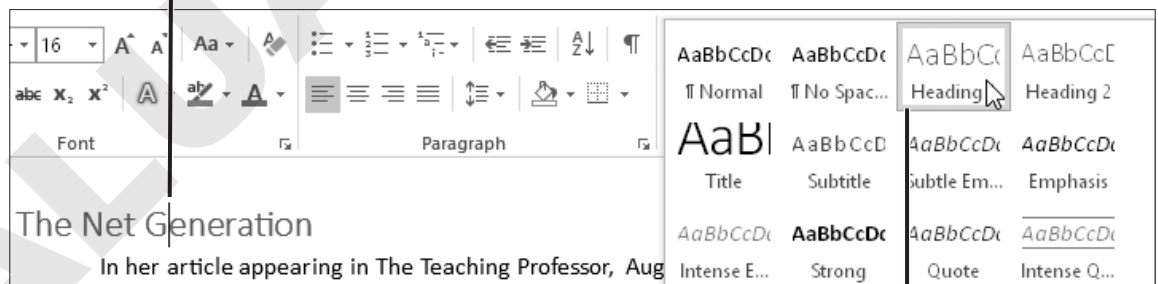 16 A A Aa
AaBbCcDc AaBbCcDc AaBbC AaBbCcE
¶ Normal ¶ No Spac... Heading Heading 2
abc X₂ X² A ab A
Font Paragraph
AaB AaBbCcD AaBbCcDc AaBbCcDc
Title Subtitle Subtle Em... Emphasis
The Net Generation
AaBbCcDc AaBbCcDc AaBbCcDc AaBbCcDc
In her article appearing in The Teaching Professor, Aug
Intense E... Strong Quote Intense Q...